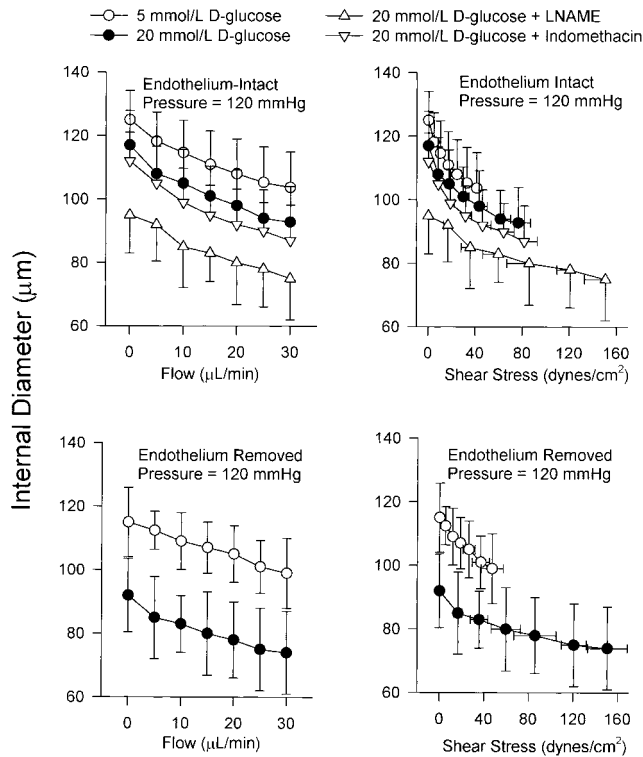 5 mmol/L D-glucose
20 mmol/L D-glucose
20 mmol/L D-glucose + LNAME
20 mmol/L D-glucose + Indomethacin
Internal Diameter (μm)
Endothelium-Intact
Pressure = 120 mmHg
140
120
100
80
60
0
10
20
30
Flow (μL/min)
Endothelium Intact
Pressure = 120 mmHg
140
120
100
80
60
0
40
80
120
160
Shear Stress (dynes/cm²)
Endothelium Removed
Pressure = 120 mmHg
140
120
100
80
60
0
10
20
30
Flow (μL/min)
Endothelium Removed
Pressure = 120 mmHg
140
120
100
80
60
0
40
80
120
160
Shear Stress (dynes/cm²)